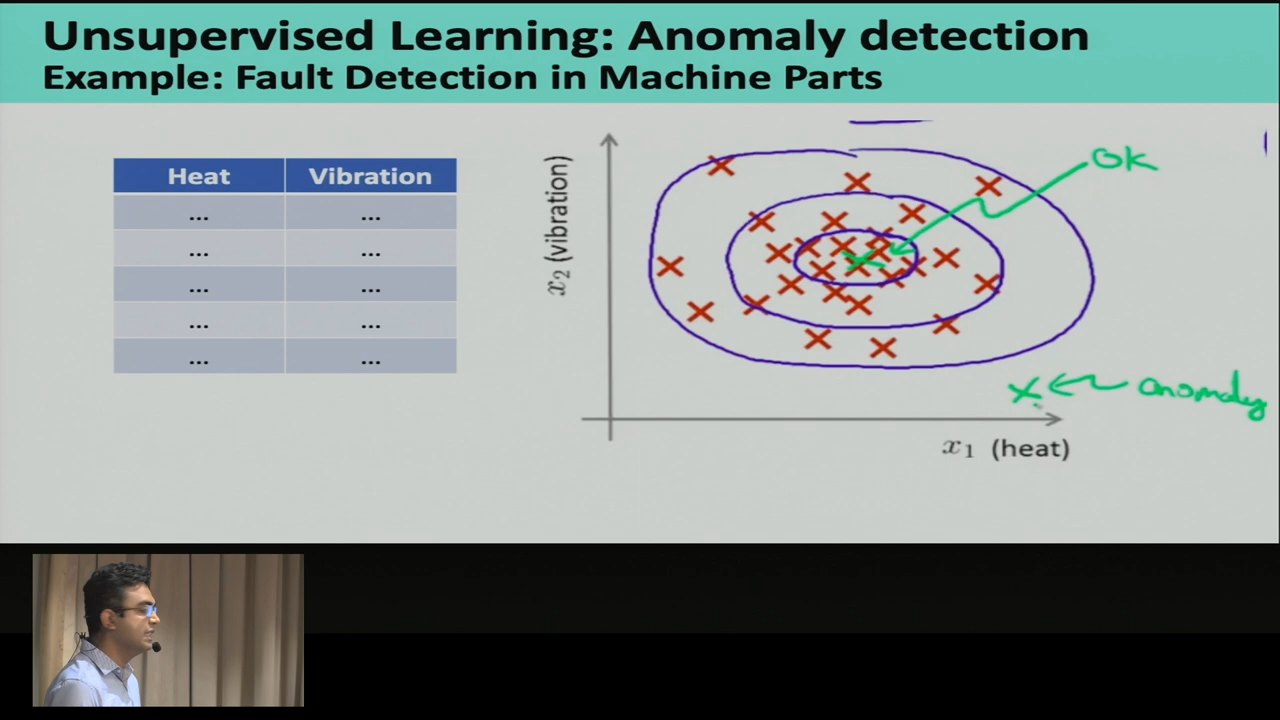 Unsupervised Learning: Anomaly detection
Example: Fault Detection in Machine Parts
Heat Vibration
... ...
... ...
... ...
... ...
... ...
x₂ (vibration)
OK
anomaly
x₁ (heat)